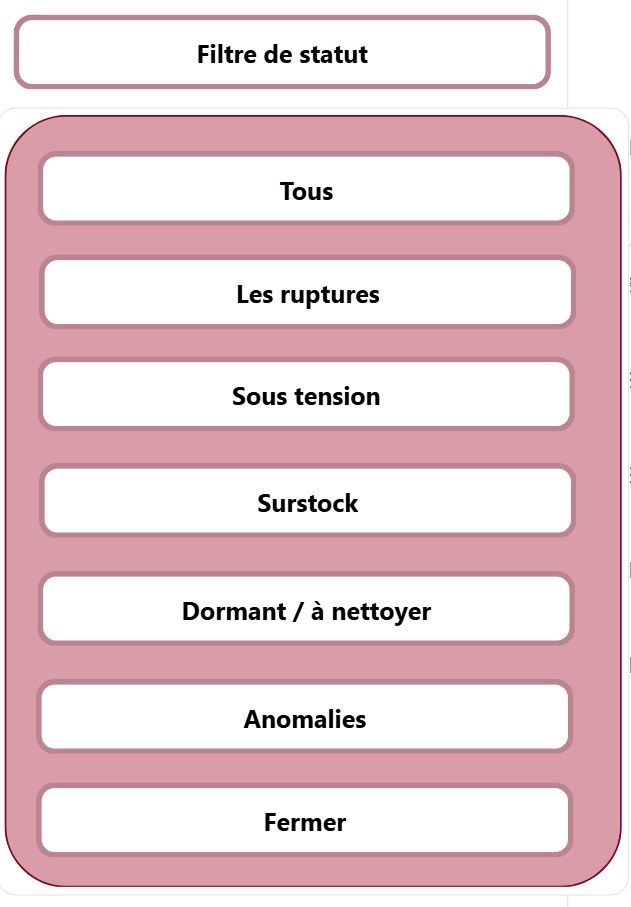 Filtre de statut
Tous
Les ruptures
Sous tension
Surstock
Dormant / à nettoyer
Anomalies
Fermer